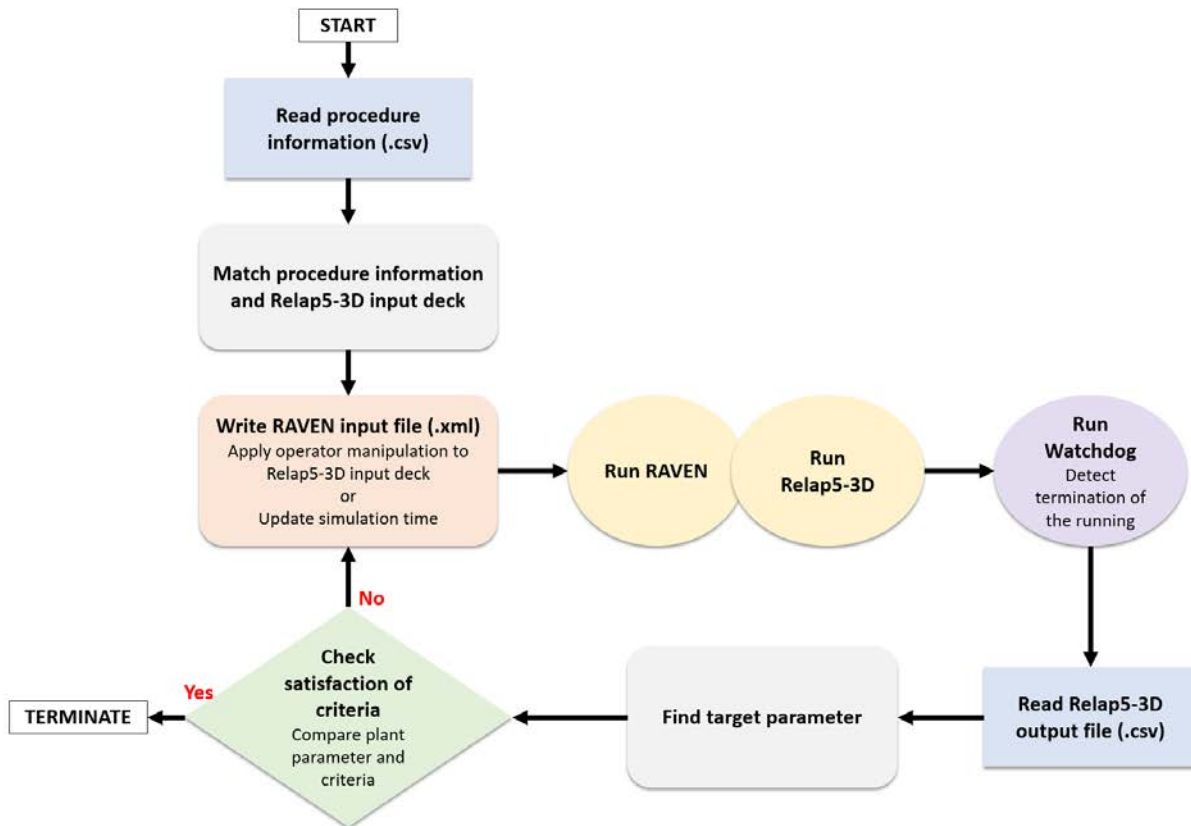 START
Read procedure
information (.csv)
Match procedure information
and Relap5-3D input deck
Write RAVEN input file (.xml)
Apply operator manipulation to
Relap5-3D input deck
or
Update simulation time
Run RAVEN
Run
Relap5-3D
Run
Watchdog
Detect
termination of
the running
Read Relap5-3D
output file (.csv)
Find target parameter
Check
satisfaction of
criteria
Compare plant
parameter and
criteria
No
Yes
TERMINATE